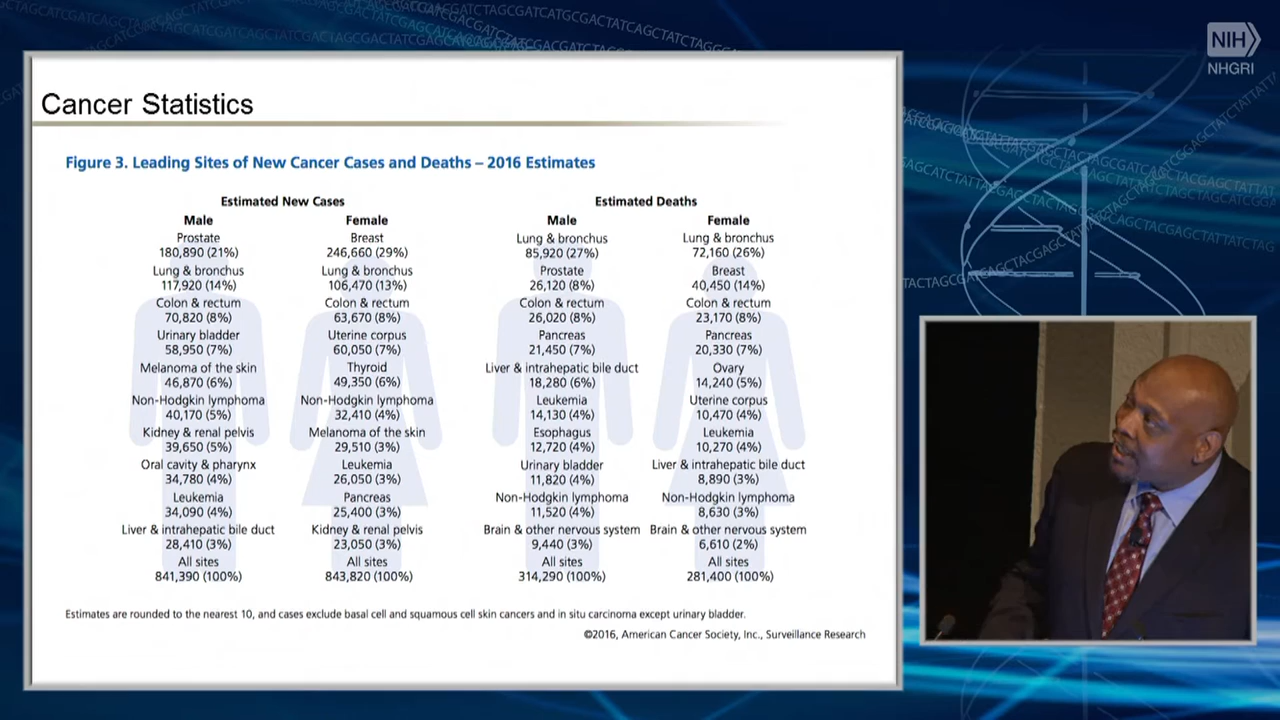 NIH
NHGRI
Cancer Statistics
Figure 3. Leading Sites of New Cancer Cases and Deaths – 2016 Estimates
Estimated New Cases
Male
Female
Prostate
180,890 (21%)
Lung & bronchus
117,920 (14%)
Colon & rectum
70,820 (8%)
Urinary bladder
58,950 (7%)
Melanoma of the skin
46,870 (6%)
Non-Hodgkin lymphoma
40,170 (5%)
Kidney & renal pelvis
39,650 (5%)
Oral cavity & pharynx
34,780 (4%)
Leukemia
34,090 (4%)
Liver & intrahepatic bile duct
28,410 (3%)
All sites
841,390 (100%)
Breast
246,660 (29%)
Lung & bronchus
106,470 (13%)
Colon & rectum
63,670 (8%)
Uterine corpus
60,050 (7%)
Thyroid
49,350 (6%)
Non-Hodgkin lymphoma
32,410 (4%)
Melanoma of the skin
29,510 (3%)
Leukemia
26,050 (3%)
Pancreas
25,400 (3%)
Kidney & renal pelvis
23,050 (3%)
All sites
843,820 (100%)
Estimated Deaths
Male
Female
Lung & bronchus
85,920 (27%)
Prostate
26,120 (8%)
Colon & rectum
26,020 (8%)
Pancreas
21,450 (7%)
Liver & intrahepatic bile duct
18,280 (6%)
Leukemia
14,130 (4%)
Esophagus
12,720 (4%)
Urinary bladder
11,820 (4%)
Non-Hodgkin lymphoma
11,520 (4%)
Brain & other nervous system
9,440 (3%)
All sites
314,290 (100%)
Lung & bronchus
72,160 (26%)
Breast
40,450 (14%)
Colon & rectum
23,170 (8%)
Pancreas
20,330 (7%)
Ovary
14,240 (5%)
Uterine corpus
10,470 (4%)
Leukemia
10,270 (4%)
Liver & intrahepatic bile duct
8,890 (3%)
Non-Hodgkin lymphoma
8,630 (3%)
Brain & other nervous system
6,610 (2%)
All sites
281,400 (100%)
Estimates are rounded to the nearest 10, and cases exclude basal cell and squamous cell skin cancers and in situ carcinoma except urinary bladder.
©2016, American Cancer Society, Inc., Surveillance Research